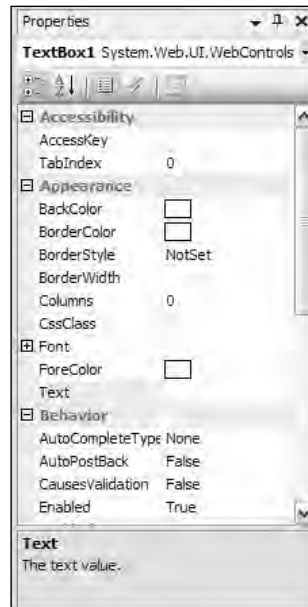 Properties
TextBox1 System.Web.UI.WebControls
Accessibility
AccessKey
TabIndex 0
Appearance
BackColor
BorderColor
BorderStyle NotSet
BorderWidth
Columns 0
CssClass
Font
ForeColor
Text
Behavior
AutoCompleteType None
AutoPostBack False
CausesValidation False
Enabled True
Text
The text value.